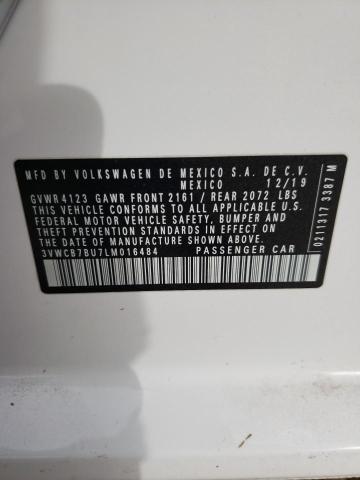 MFD BY VOLKSWAGEN DE MEXICO S.A. DE C.V.
MEXICO 12/19
GVWR 4123 GAWR FRONT 2161 / REAR 2072 LBS
THIS VEHICLE CONFORMS TO ALL APPLICABLE U.S.
FEDERAL MOTOR VEHICLE SAFETY, BUMPER AND
THEFT PREVENTION STANDARDS IN EFFECT ON
THE DATE OF MANUFACTURE SHOWN ABOVE.
3VWCB7BU7LM016484 PASSENGER CAR
0211317 3387 M